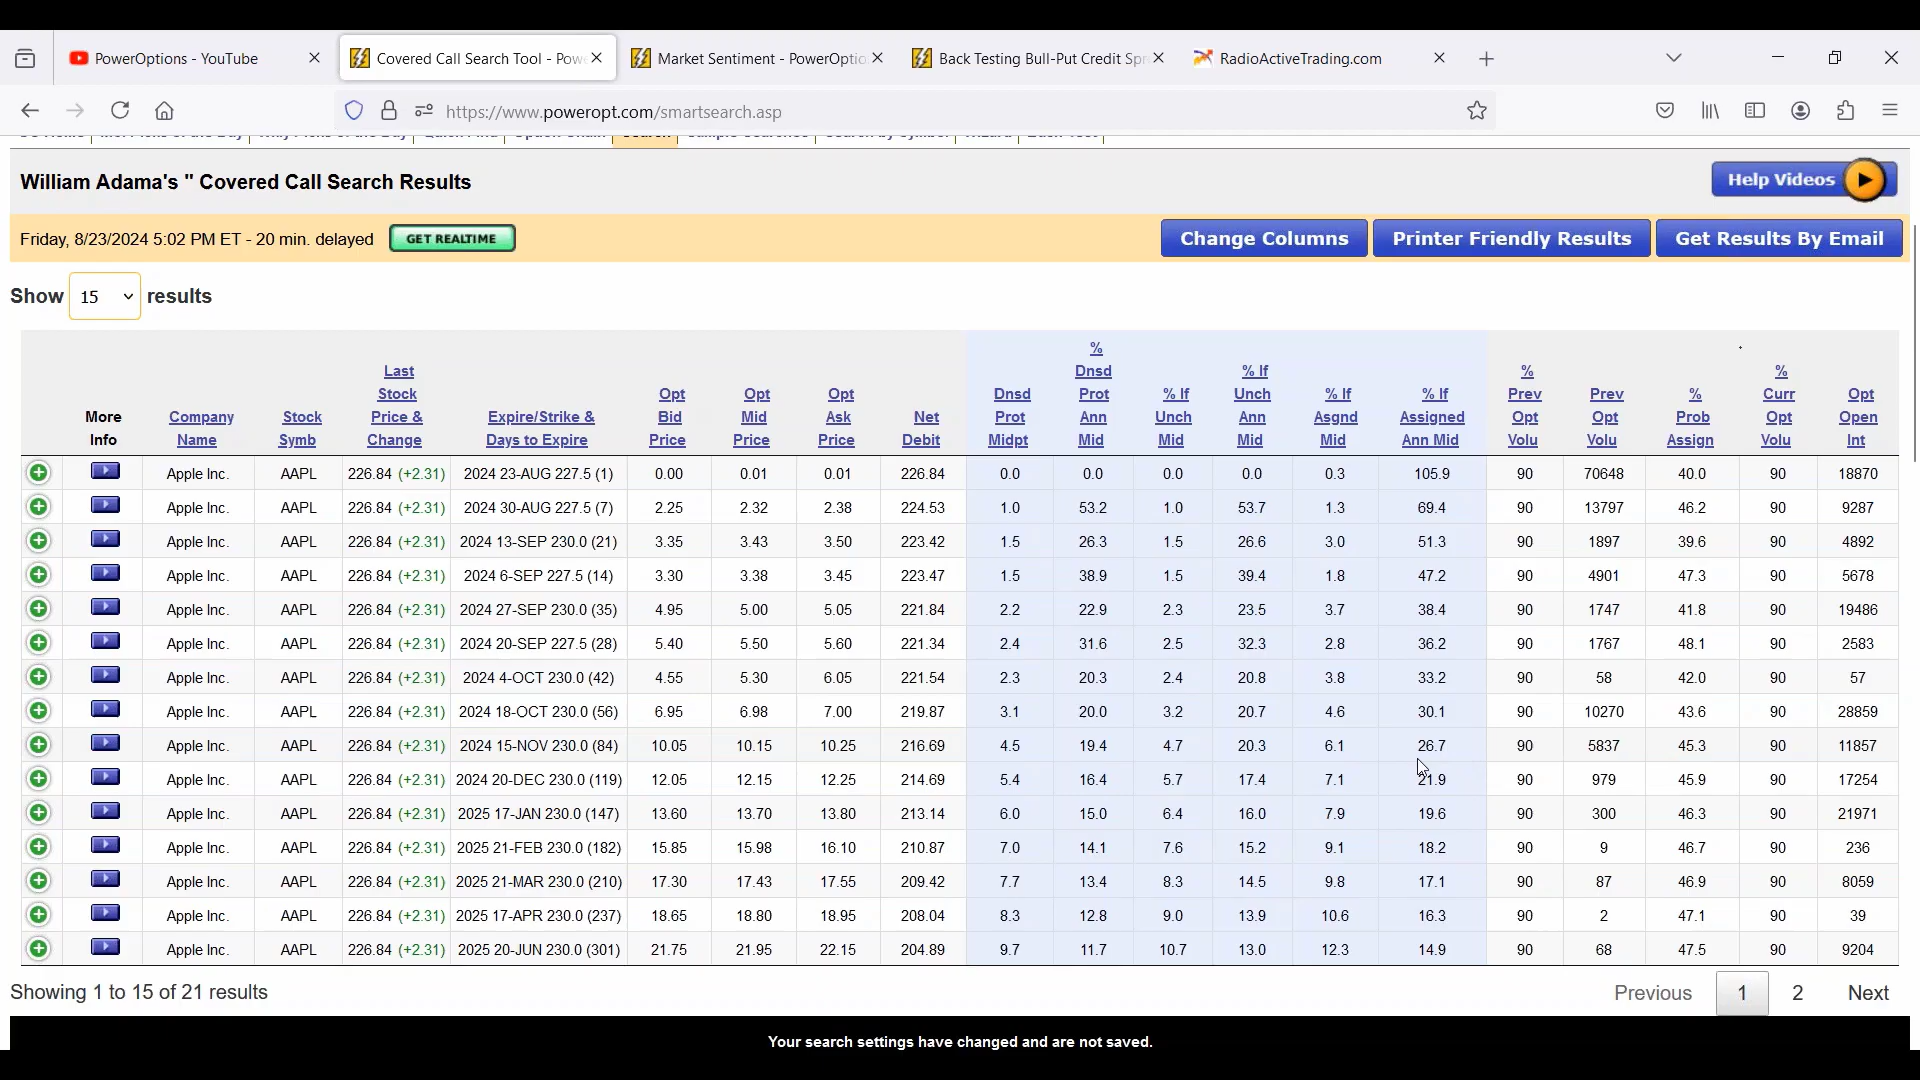 PowerOptions - YouTube
Covered Call Search Tool - Pow
Market Sentiment - PowerOptio
Back Testing Bull-Put Credit Spr
RadioActiveTrading.com
https://www.poweropt.com/smartsearch.asp
William Adama's " Covered Call Search Results
Help Videos
Friday, 8/23/2024 5:02 PM ET - 20 min. delayed GET REALTIME Change Columns Printer Friendly Results Get Results By Email
Show 15 results
More Info Company Name Stock Symb Last Stock Price & Change Expire/Strike & Days to Expire Opt Bid Price Opt Mid Price Opt Ask Price Net Debit Dnsd Prot Midpt % Dnsd Prot Ann Mid % If Unch Mid % If Unch Ann Mid % If Asgnd Mid % If Assigned Ann Mid % Prev Opt Volu Prev Opt Volu % Prob Assign % Curr Opt Volu Opt Open Int
Apple Inc. AAPL 226.84 (+2.31) 2024 23-AUG 227.5 (1) 0.00 0.01 0.01 226.84 0.0 0.0 0.0 0.0 0.3 105.9 90 70648 40.0 90 18870
Apple Inc. AAPL 226.84 (+2.31) 2024 30-AUG 227.5 (7) 2.25 2.32 2.38 224.53 1.0 53.2 1.0 53.7 1.3 69.4 90 13797 46.2 90 9287
Apple Inc. AAPL 226.84 (+2.31) 2024 13-SEP 230.0 (21) 3.35 3.43 3.50 223.42 1.5 26.3 1.5 26.6 3.0 51.3 90 1897 39.6 90 4892
Apple Inc. AAPL 226.84 (+2.31) 2024 6-SEP 227.5 (14) 3.30 3.38 3.45 223.47 1.5 38.9 1.5 39.4 1.8 47.2 90 4901 47.3 90 5678
Apple Inc. AAPL 226.84 (+2.31) 2024 27-SEP 230.0 (35) 4.95 5.00 5.05 221.84 2.2 22.9 2.3 23.5 3.7 38.4 90 1747 41.8 90 19486
Apple Inc. AAPL 226.84 (+2.31) 2024 20-SEP 227.5 (28) 5.40 5.50 5.60 221.34 2.4 31.6 2.5 32.3 2.8 36.2 90 1767 48.1 90 2583
Apple Inc. AAPL 226.84 (+2.31) 2024 4-OCT 230.0 (42) 4.55 5.30 6.05 221.54 2.3 20.3 2.4 20.8 3.8 33.2 90 58 42.0 90 57
Apple Inc. AAPL 226.84 (+2.31) 2024 18-OCT 230.0 (56) 6.95 6.98 7.00 219.87 3.1 20.0 3.2 20.7 4.6 30.1 90 10270 43.6 90 28859
Apple Inc. AAPL 226.84 (+2.31) 2024 15-NOV 230.0 (84) 10.05 10.15 10.25 216.69 4.5 19.4 4.7 20.3 6.1 26.7 90 5837 45.3 90 11857
Apple Inc. AAPL 226.84 (+2.31) 2024 20-DEC 230.0 (119) 12.05 12.15 12.25 214.69 5.4 16.4 5.7 17.4 7.1 21.9 90 979 45.9 90 17254
Apple Inc. AAPL 226.84 (+2.31) 2025 17-JAN 230.0 (147) 13.60 13.70 13.80 213.14 6.0 15.0 6.4 16.0 7.9 19.6 90 300 46.3 90 21971
Apple Inc. AAPL 226.84 (+2.31) 2025 21-FEB 230.0 (182) 15.85 15.98 16.10 210.87 7.0 14.1 7.6 15.2 9.1 18.2 90 9 46.7 90 236
Apple Inc. AAPL 226.84 (+2.31) 2025 21-MAR 230.0 (210) 17.30 17.43 17.55 209.42 7.7 13.4 8.3 14.5 9.8 17.1 90 87 46.9 90 8059
Apple Inc. AAPL 226.84 (+2.31) 2025 17-APR 230.0 (237) 18.65 18.80 18.95 208.04 8.3 12.8 9.0 13.9 10.6 16.3 90 2 47.1 90 39
Apple Inc. AAPL 226.84 (+2.31) 2025 20-JUN 230.0 (301) 21.75 21.95 22.15 204.89 9.7 11.7 10.7 13.0 12.3 14.9 90 68 47.5 90 9204
Showing 1 to 15 of 21 results Previous 1 2 Next
Your search settings have changed and are not saved.